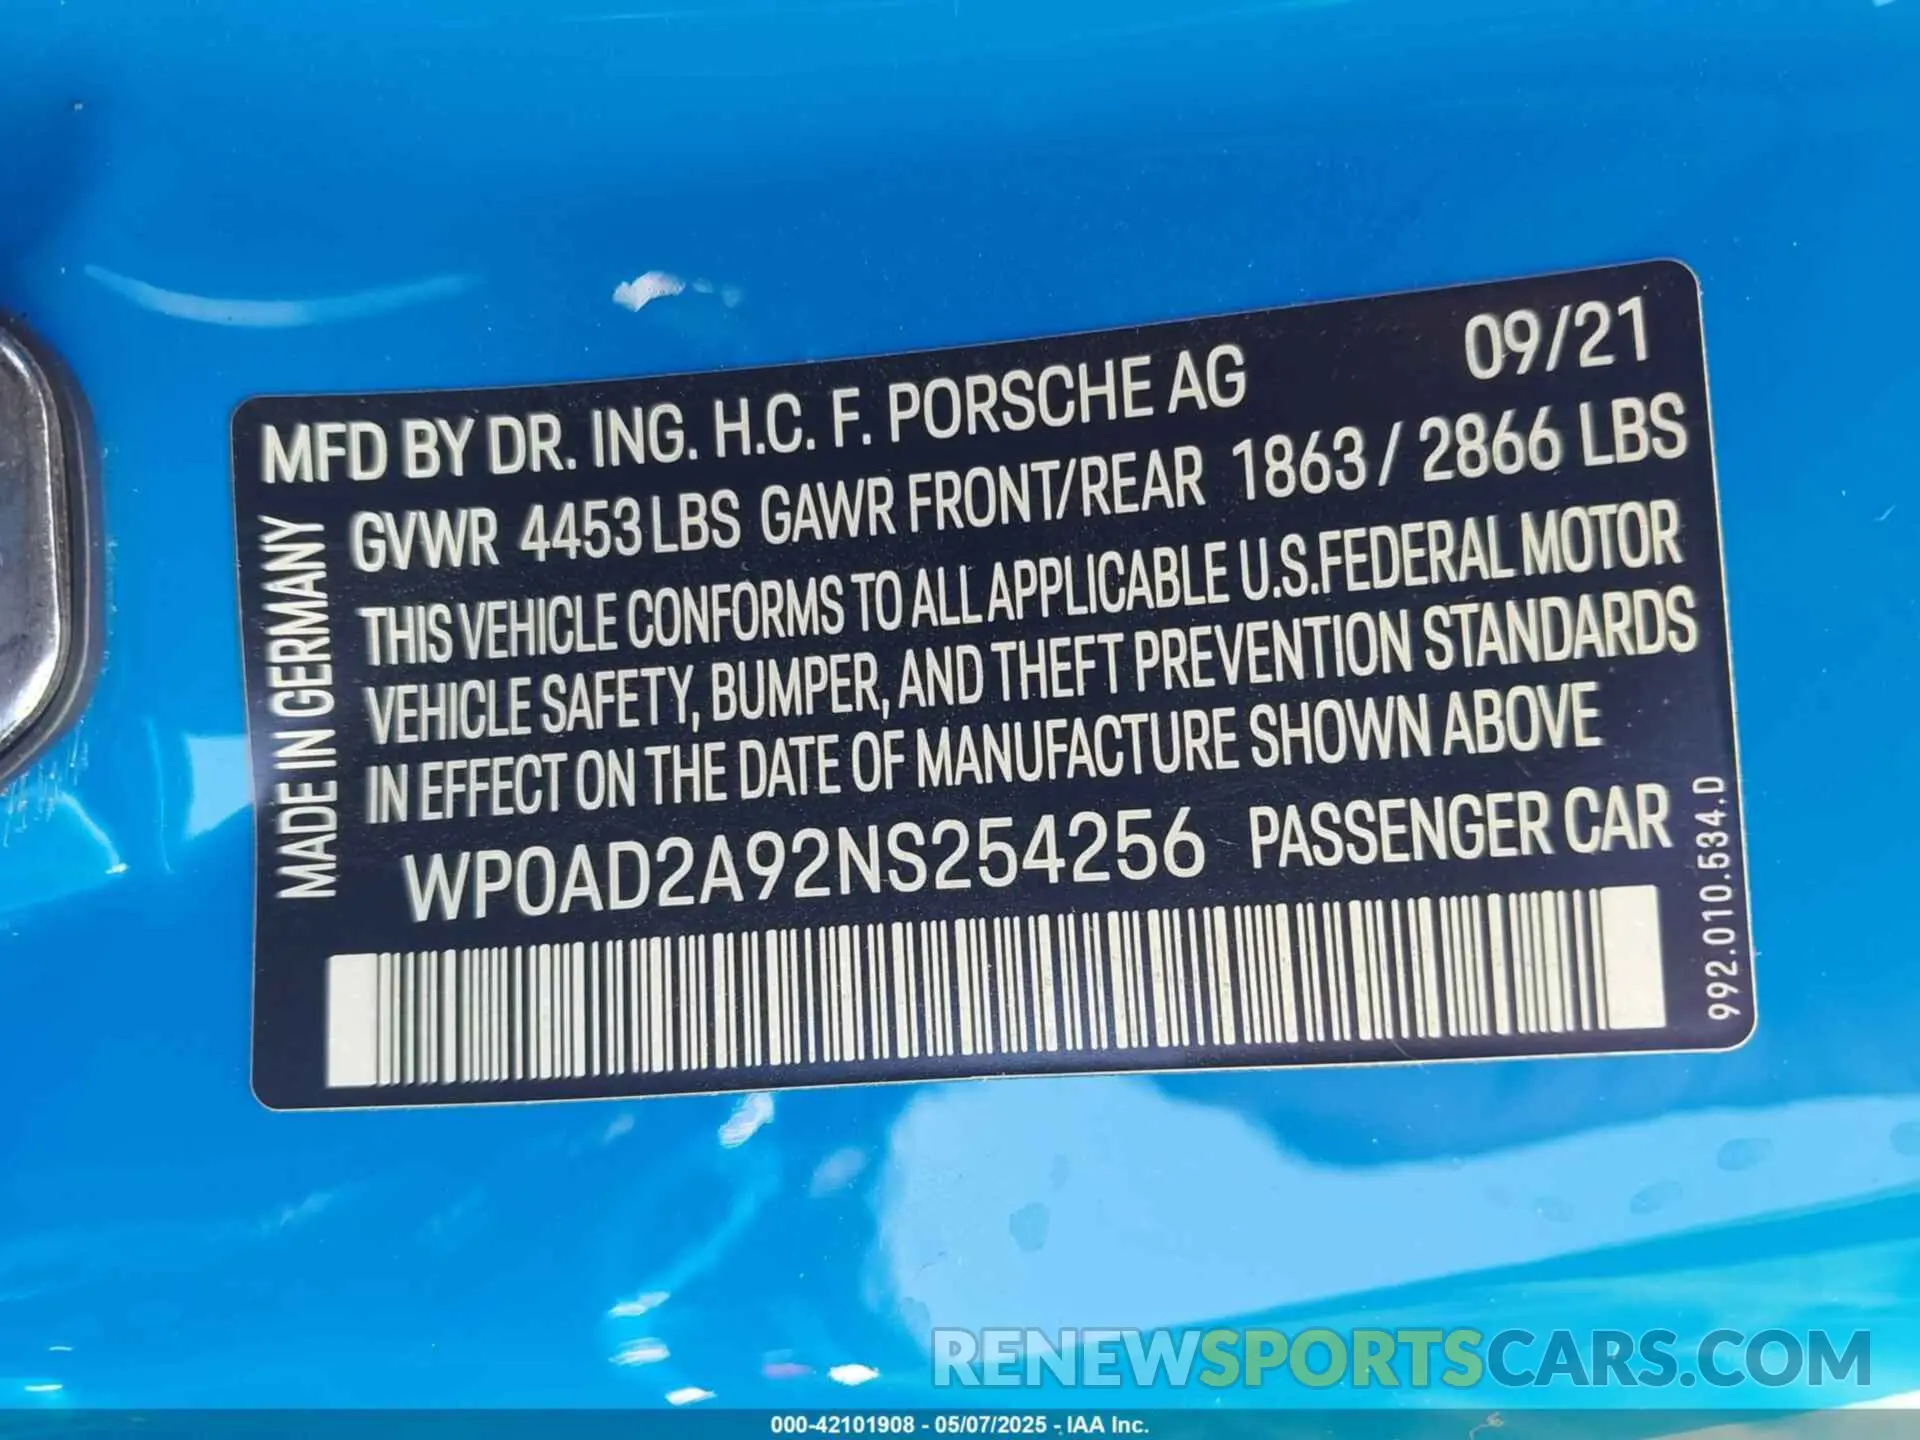 MFD BY DR. ING. H.C. F. PORSCHE AG 09/21
GVWR 4453 LBS GAWR FRONT/REAR 1863 / 2866 LBS
THIS VEHICLE CONFORMS TO ALL APPLICABLE U.S.FEDERAL MOTOR
VEHICLE SAFETY, BUMPER, AND THEFT PREVENTION STANDARDS
IN EFFECT ON THE DATE OF MANUFACTURE SHOWN ABOVE
WP0AD2A92NS254256 PASSENGER CAR
MADE IN GERMANY
992.010.534.D
RENEWSPORTSCARS.COM
000-42101908 - 05/07/2025 - IAA Inc.